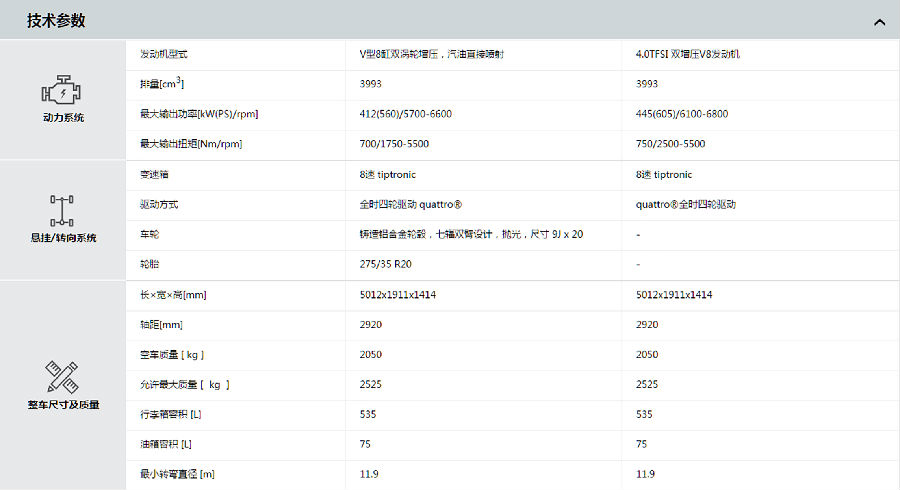 技术参数
动力系统
发动机型式 V型8缸双涡轮增压，汽油直接喷射 4.0TFSI 双增压V8发动机
排量[cm3] 3993 3993
最大输出功率[kW(PS)/rpm] 412(560)/5700-6600 445(605)/6100-6800
最大输出扭矩[Nm/rpm] 700/1750-5500 750/2500-5500
悬挂/转向系统
变速箱 8速 tiptronic 8速 tiptronic
驱动方式 全时四轮驱动 quattro® quattro®全时四轮驱动
车轮 铸造铝合金轮毂，七辐双臂设计，抛光，尺寸 9J x 20 -
轮胎 275/35 R20 -
整车尺寸及质量
长×宽×高[mm] 5012x1911x1414 5012x1911x1414
轴距[mm] 2920 2920
空车质量 [ kg ] 2050 2050
允许最大质量 [ kg ] 2525 2525
行李箱容积 [L] 535 535
油箱容积 [L] 75 75
最小转弯直径 [m] 11.9 11.9